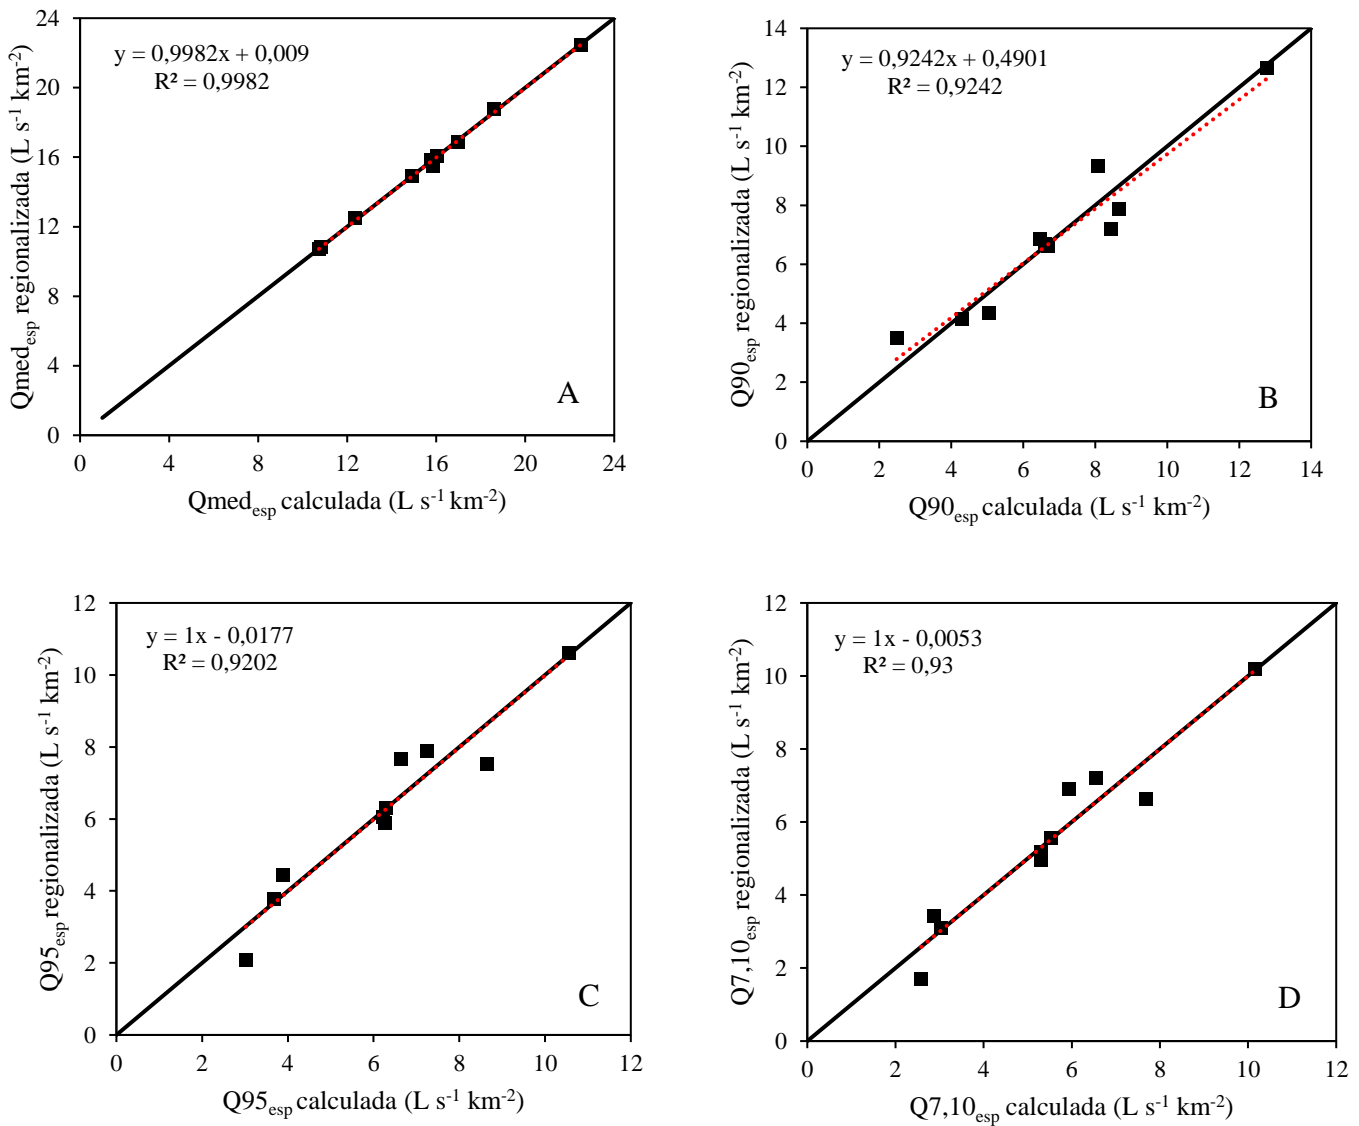 y = 0,9982x + 0,009
R² = 0,9982
24
20
16
12
8
4
0
0 4 8 12 16 20 24
Qmed_esp regionalizada (L s⁻¹ km⁻²)
Qmed_esp calculada (L s⁻¹ km⁻²)
A
y = 0,9242x + 0,4901
R² = 0,9242
14
12
10
8
6
4
2
0
0 2 4 6 8 10 12 14
Q90_esp regionalizada (L s⁻¹ km⁻²)
Q90_esp calculada (L s⁻¹ km⁻²)
B
y = 1x - 0,0177
R² = 0,9202
12
10
8
6
4
2
0
0 2 4 6 8 10 12
Q95_esp regionalizada (L s⁻¹ km⁻²)
Q95_esp calculada (L s⁻¹ km⁻²)
C
y = 1x - 0,0053
R² = 0,93
12
10
8
6
4
2
0
0 2 4 6 8 10 12
Q7,10_esp regionalizada (L s⁻¹ km⁻²)
Q7,10_esp calculada (L s⁻¹ km⁻²)
D